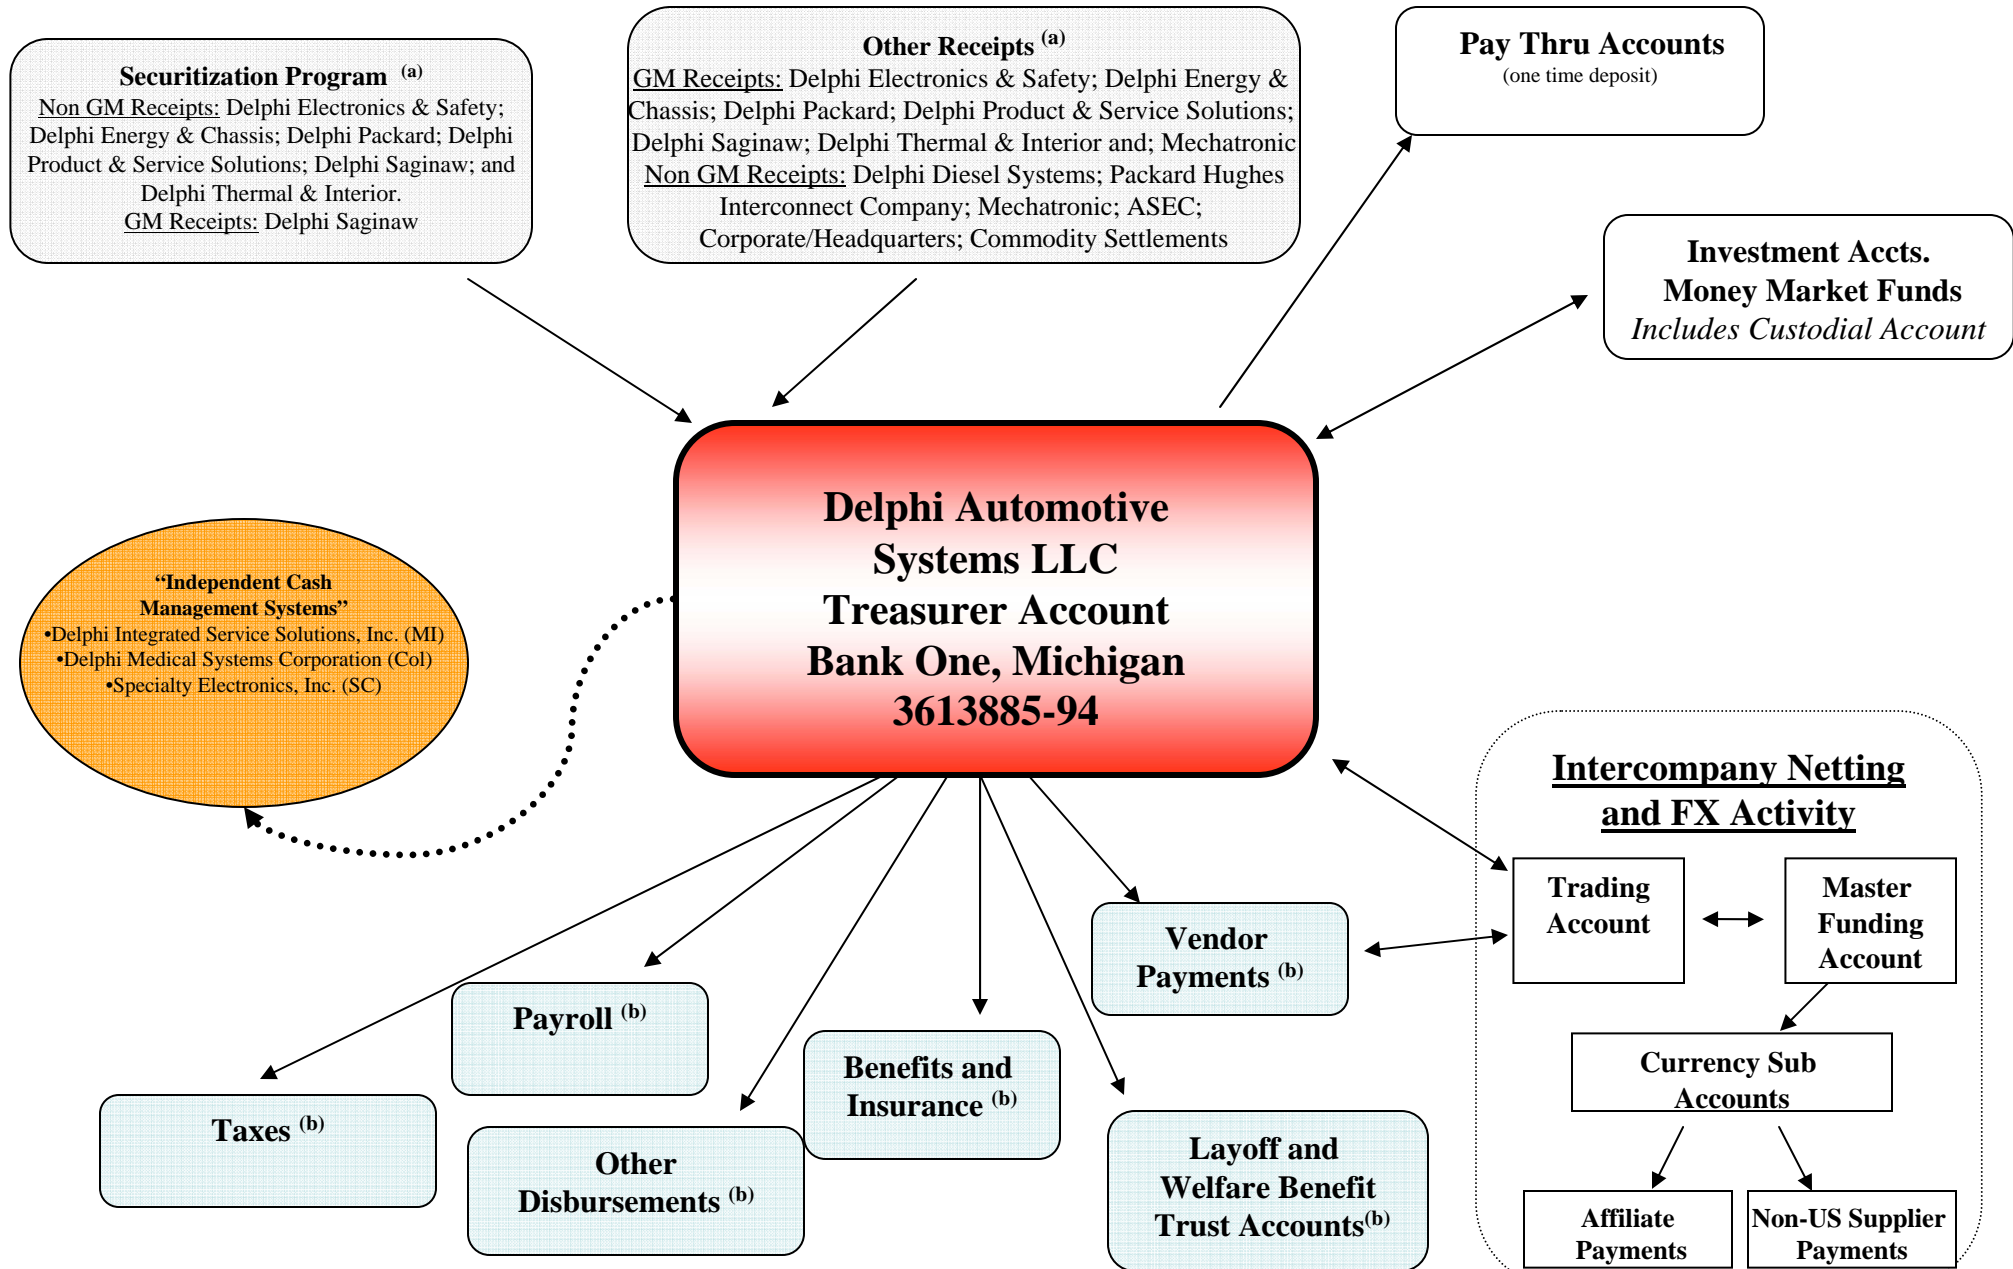 Securitization Program (a)
Non GM Receipts: Delphi Electronics & Safety;
Delphi Energy & Chassis; Delphi Packard; Delphi
Product & Service Solutions; Delphi Saginaw; and
Delphi Thermal & Interior.
GM Receipts: Delphi Saginaw
Other Receipts (a)
GM Receipts: Delphi Electronics & Safety; Delphi Energy &
Chassis; Delphi Packard; Delphi Product & Service Solutions;
Delphi Saginaw; Delphi Thermal & Interior and; Mechatronic
Non GM Receipts: Delphi Diesel Systems; Packard Hughes
Interconnect Company; Mechatronic; ASEC;
Corporate/Headquarters; Commodity Settlements
Pay Thru Accounts
(one time deposit)
Investment Accts.
Money Market Funds
Includes Custodial Account
Delphi Automotive
Systems LLC
Treasurer Account
Bank One, Michigan
3613885-94
“Independent Cash
Management Systems”
•Delphi Integrated Service Solutions, Inc. (MI)
•Delphi Medical Systems Corporation (Col)
•Specialty Electronics, Inc. (SC)
Intercompany Netting
and FX Activity
Trading
Account
Master
Funding
Account
Currency Sub
Accounts
Affiliate
Payments
Non-US Supplier
Payments
Vendor
Payments (b)
Payroll (b)
Benefits and
Insurance (b)
Taxes (b)
Other
Disbursements (b)
Layoff and
Welfare Benefit
Trust Accounts(b)